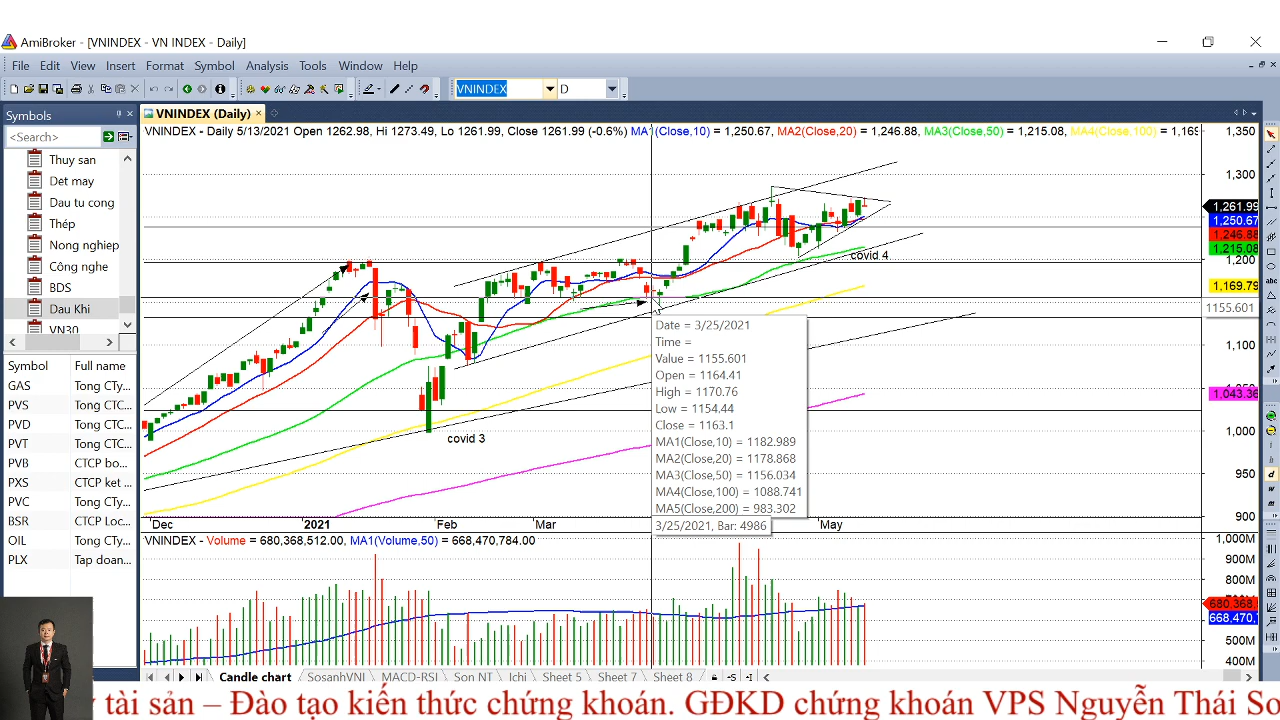 AmiBroker - [VNINDEX - VN INDEX - Daily]
File Edit View Insert Format Symbol Analysis Tools Window Help
VNINDEX D
Symbols
VNINDEX (Daily)
<Search>
VNINDEX - Daily 5/13/2021 Open 1262.98, Hi 1273.49, Lo 1261.99, Close 1261.99 (-0.6%) MA1(Close,10) = 1,250.67, MA2(Close,20) = 1,246.88, MA3(Close,50) = 1,215.08, MA4(Close,100) = 1,169
1,350
Thuy san
Det may
Dau tu cong
Thép
Nong nghiep
Công nghe
BDS
Dau Khi
VN30
1,300
1,261.99
1,250.67
1,246.88
1,215.08
1,200
1,169.79
1155.601
1,100
1,043.36
1,000
950
900
covid 4
covid 3
Date = 3/25/2021
Time =
Value = 1155.601
Open = 1164.41
High = 1170.76
Low = 1154.44
Close = 1163.1
MA1(Close,10) = 1182.989
MA2(Close,20) = 1178.868
MA3(Close,50) = 1156.034
MA4(Close,100) = 1088.741
MA5(Close,200) = 983.302
3/25/2021, Bar: 4986
Dec 2021 Feb Mar May
Symbol Full name
GAS Tong CTy...
PVS Tong CTC...
PVD Tong CTC...
PVT Tong CTC...
PVB CTCP bo...
PXS CTCP ket ...
PVC Tong CTy...
BSR CTCP Loc...
OIL Tong CTy...
PLX Tap doan...
VNINDEX - Volume = 680,368,512.00, MA1(Volume,50) = 668,470,784.00
1,000M
900M
800M
680,368,
668,470,
500M
400M
Candle chart SosanhVNI MACD-RSI Son NT Ich Sheet 5 Sheet 7 Sheet 8
tài sản – Đào tạo kiến thức chứng khoán. GĐKD chứng khoán VPS Nguyễn Thái So